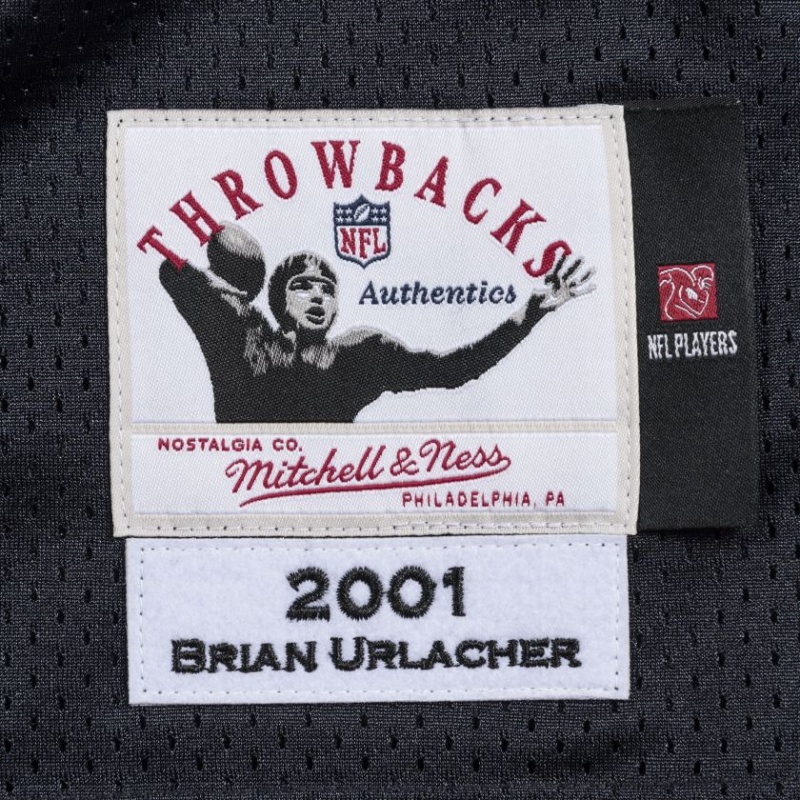 THROWBACKS
NFL
Authentics
NFL PLAYERS
NOSTALGIA CO.
Mitchell & Ness
PHILADELPHIA, PA
2001
BRIAN URLACHER